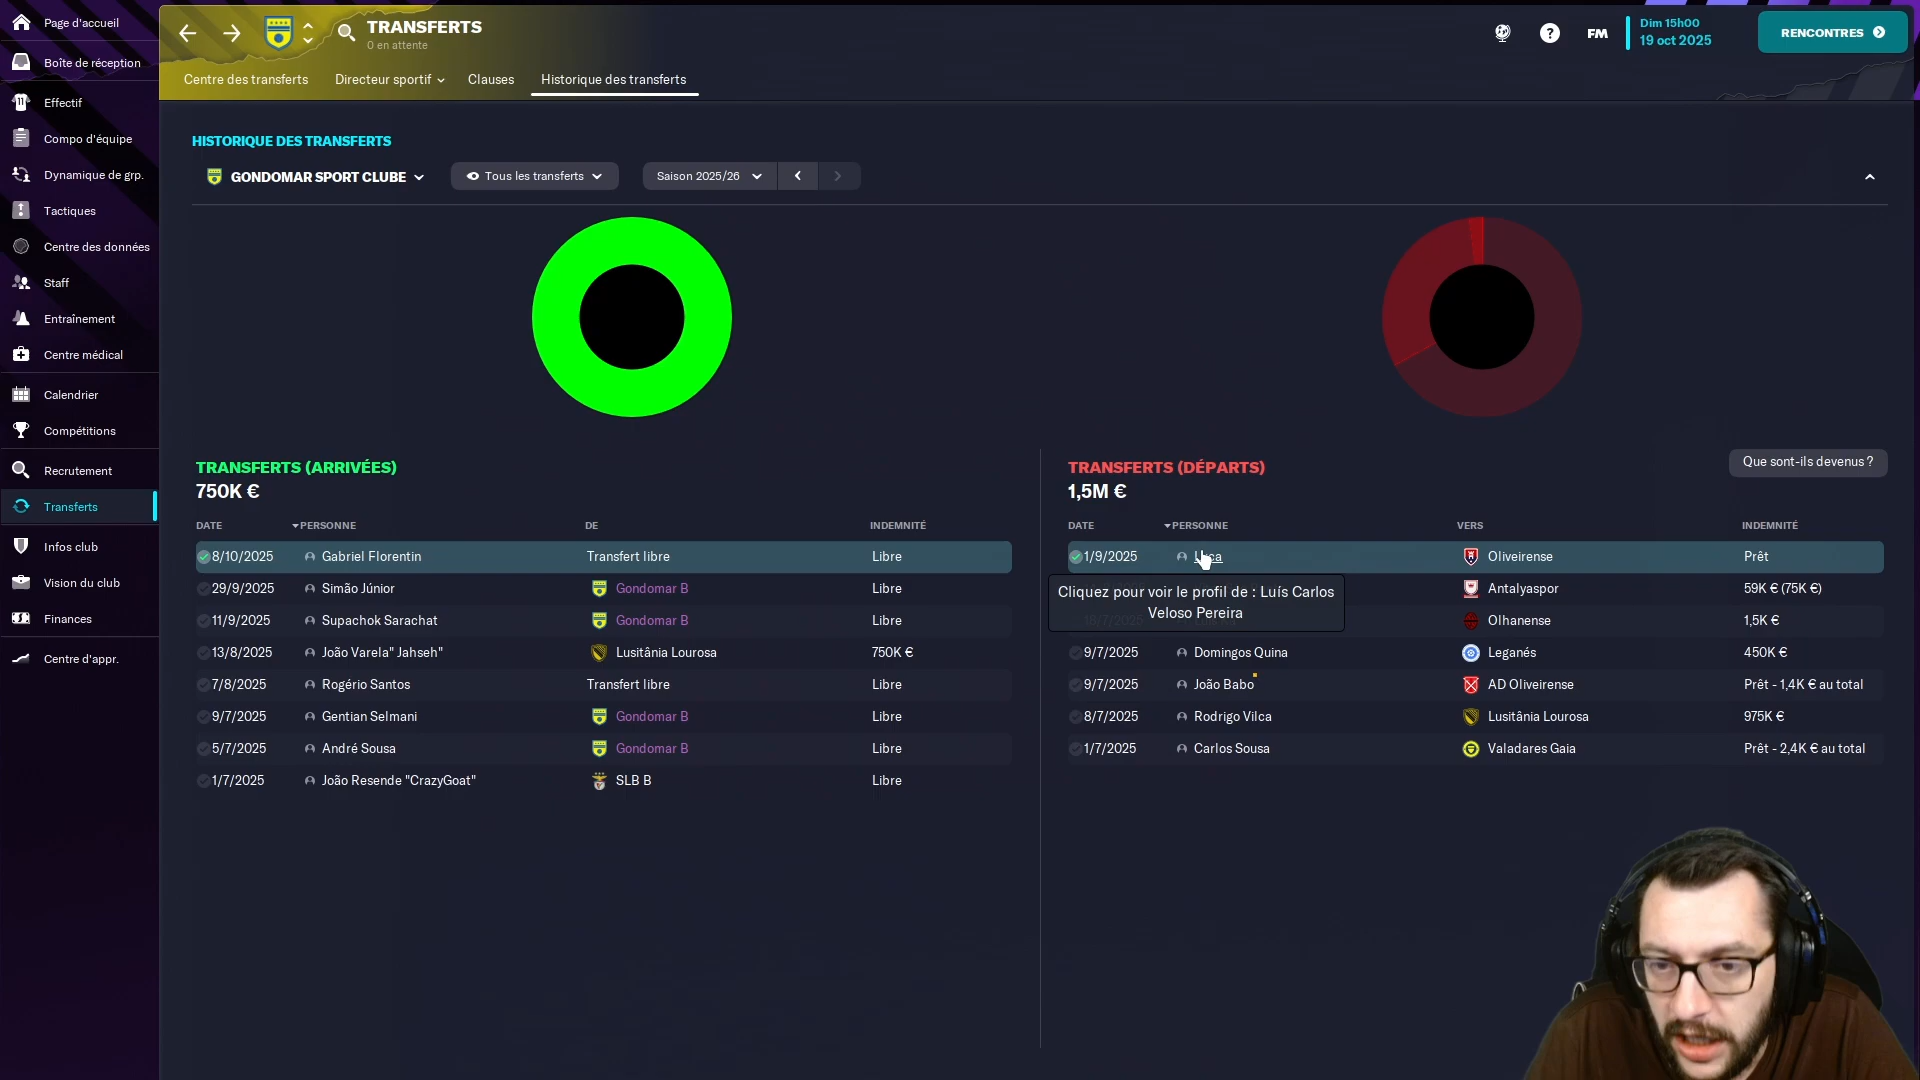 Page d'accueil
Boîte de réception
Effectif
Compo d'équipe
Dynamique de grp.
Tactiques
Centre des données
Staff
Entraînement
Centre médical
Calendrier
Compétitions
Recrutement
Transferts
Infos club
Vision du club
Finances
Centre d'appr.
TRANSFERTS
0 en attente
FM
Dim 15h00
19 oct 2025
RENCONTRES
Centre des transferts
Directeur sportif
Clauses
Historique des transferts
HISTORIQUE DES TRANSFERTS
GONDOMAR SPORT CLUBE
Tous les transferts
Saison 2025/26
TRANSFERTS (ARRIVÉES)
750K €
DATE PERSONNE DE INDEMNITÉ
8/10/2025 Gabriel Florentin Transfert libre Libre
29/9/2025 Simão Júnior Gondomar B Libre
11/9/2025 Supachok Sarachat Gondomar B Libre
13/8/2025 João Varela" Jahseh" Lusitânia Lourosa 750K €
7/8/2025 Rogério Santos Transfert libre Libre
9/7/2025 Gentian Selmani Gondomar B Libre
5/7/2025 André Sousa Gondomar B Libre
1/7/2025 João Resende "CrazyGoat" SLB B Libre
TRANSFERTS (DÉPARTS)
1,5M €
Que sont-ils devenus ?
DATE PERSONNE VERS INDEMNITÉ
1/9/2025 Oliveirense Prêt
Cliquez pour voir le profil de : Luís Carlos
Veloso Pereira
Antalyaspor 59K € (75K €)
18/7/2025 Olhanense 1,5K €
9/7/2025 Domingos Quina Leganés 450K €
9/7/2025 João Babo AD Oliveirense Prêt - 1,4K € au total
8/7/2025 Rodrigo Vilca Lusitânia Lourosa 975K €
1/7/2025 Carlos Sousa Valadares Gaia Prêt - 2,4K € au total